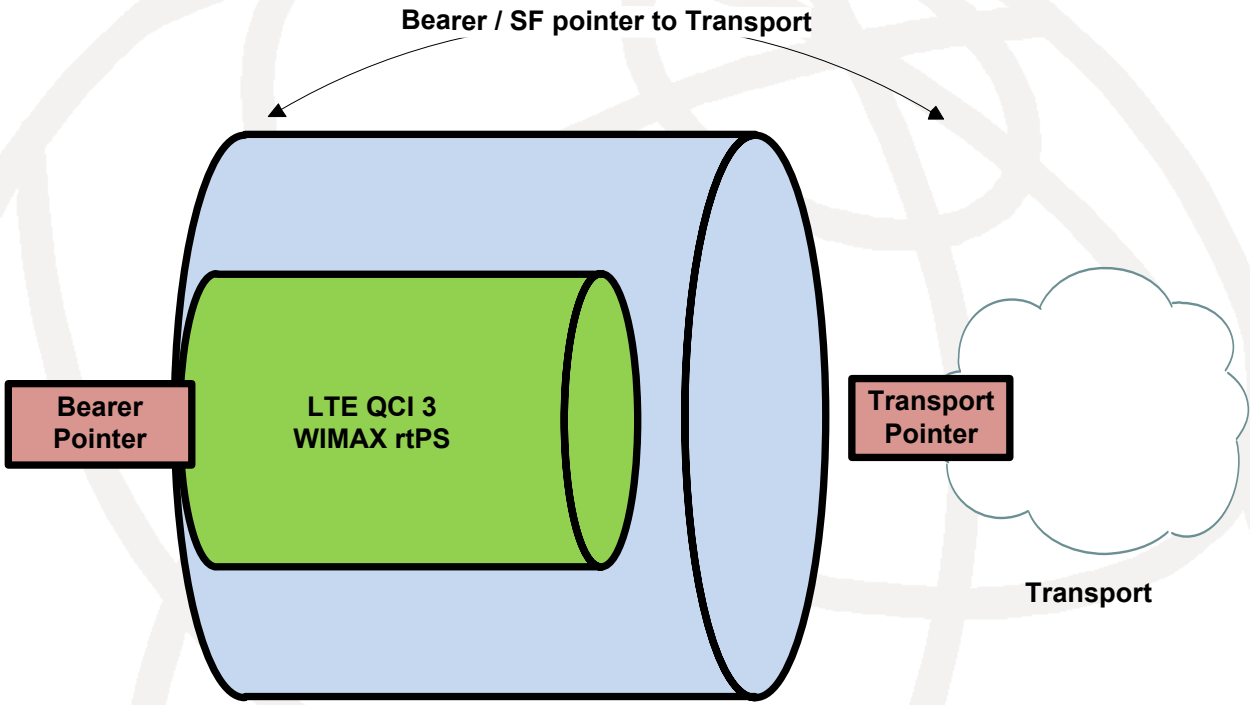 Bearer / SF pointer to Transport
Bearer
Pointer
LTE QCI 3
WIMAX rtPS
Transport
Pointer
Transport